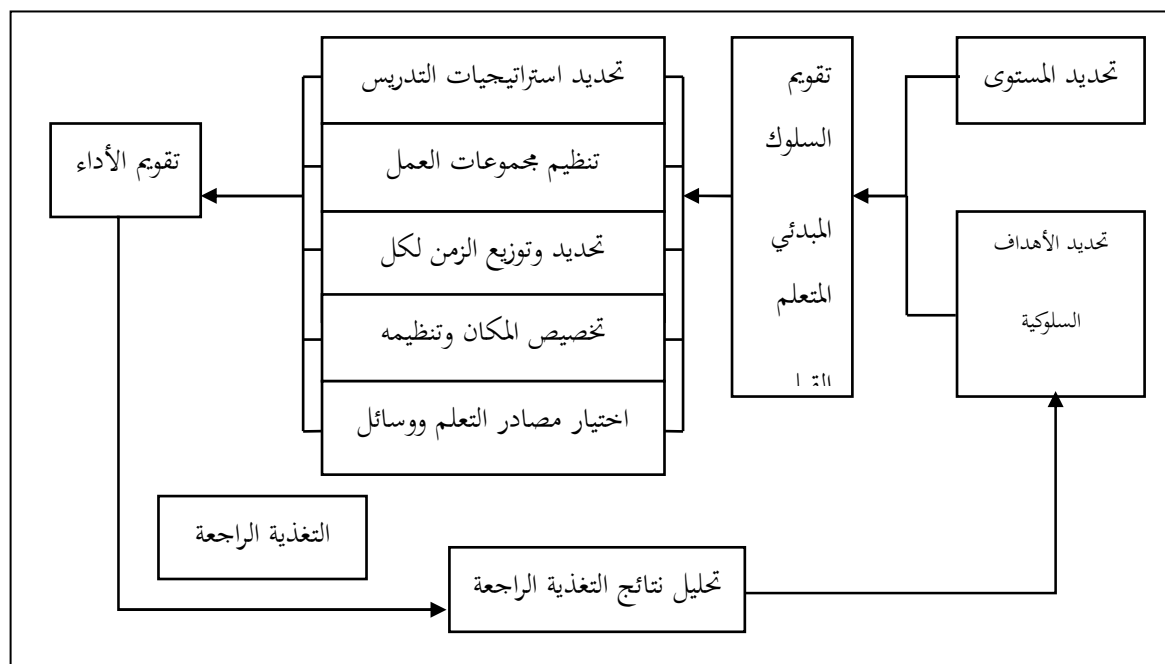 تحديد المستوى
تحديد الأهداف
السلوكية
تقويم
السلوك
المبدئي
المتعلم
تحديد استراتيجيات التدريس
تنظيم مجموعات العمل
تحديد وتوزيع الزمن لكل
تخصيص المكان وتنظيمه
اختيار مصادر التعلم ووسائل
تقويم الأداء
التغذية الراجعة
تحليل نتائج التغذية الراجعة